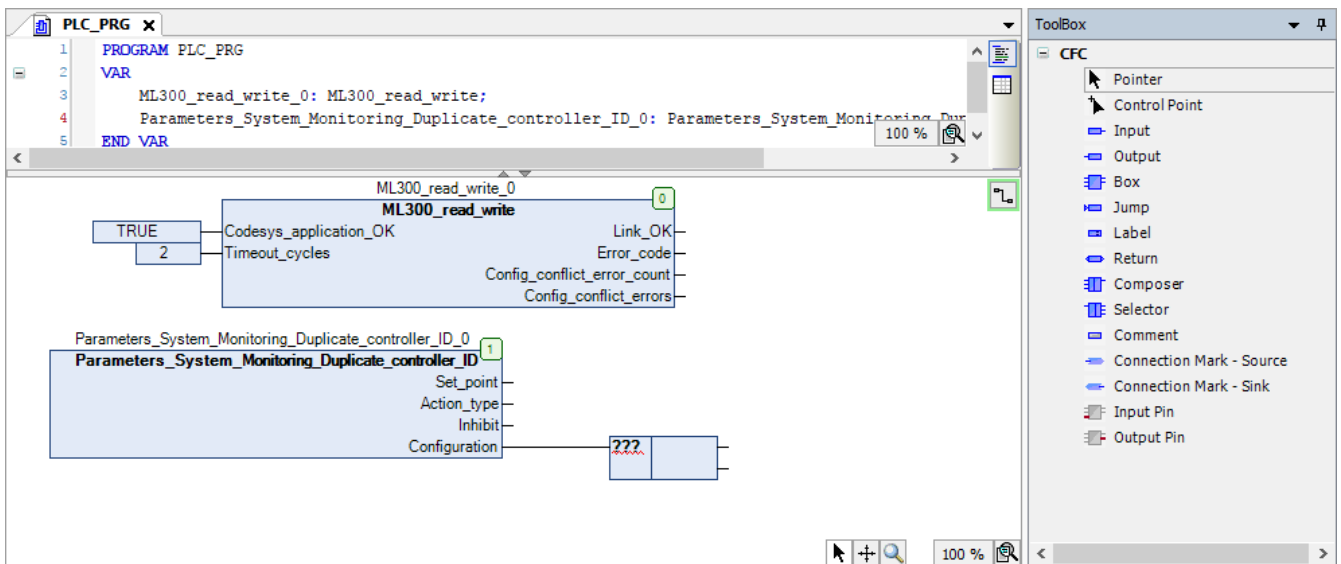 PLC_PRG
1 PROGRAM PLC_PRG
2 VAR
3 ML300_read_write_0: ML300_read_write;
4 Parameters_System_Monitoring_Duplicate_controller_ID_0: Parameters_System_Monitoring_Dup
5 END_VAR
100 %
ML300_read_write_0
0
ML300_read_write
TRUE Codesys_application_OK Link_OK
2 Timeout_cycles Error_code
Config_conflict_error_count
Config_conflict_errors
Parameters_System_Monitoring_Duplicate_controller_ID_0
1
Parameters_System_Monitoring_Duplicate_controller_ID
Set_point
Action_type
Inhibit
Configuration ???
100 %
ToolBox
CFC
Pointer
Control Point
Input
Output
Box
Jump
Label
Return
Composer
Selector
Comment
Connection Mark - Source
Connection Mark - Sink
Input Pin
Output Pin